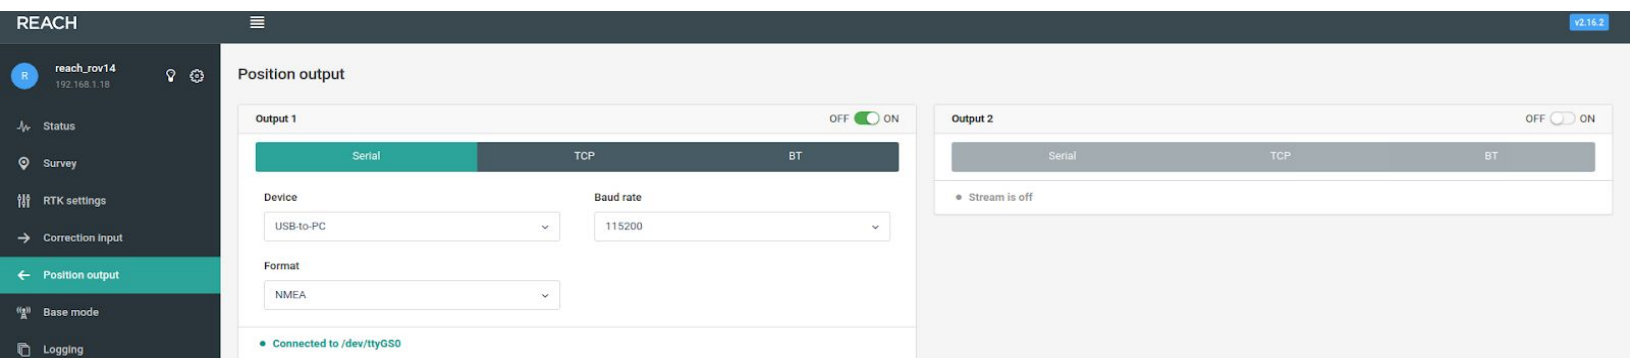 REACH
v2.16.2
R
reach_rov14
192.168.1.18
Status
Survey
RTK settings
Correction input
Position output
Base mode
Logging
Position output
Output 1
OFF ON
Serial TCP BT
Device Baud rate
USB-to-PC 115200
Format
NMEA
Connected to /dev/ttyGS0
Output 2
OFF ON
Serial TCP BT
Stream is off